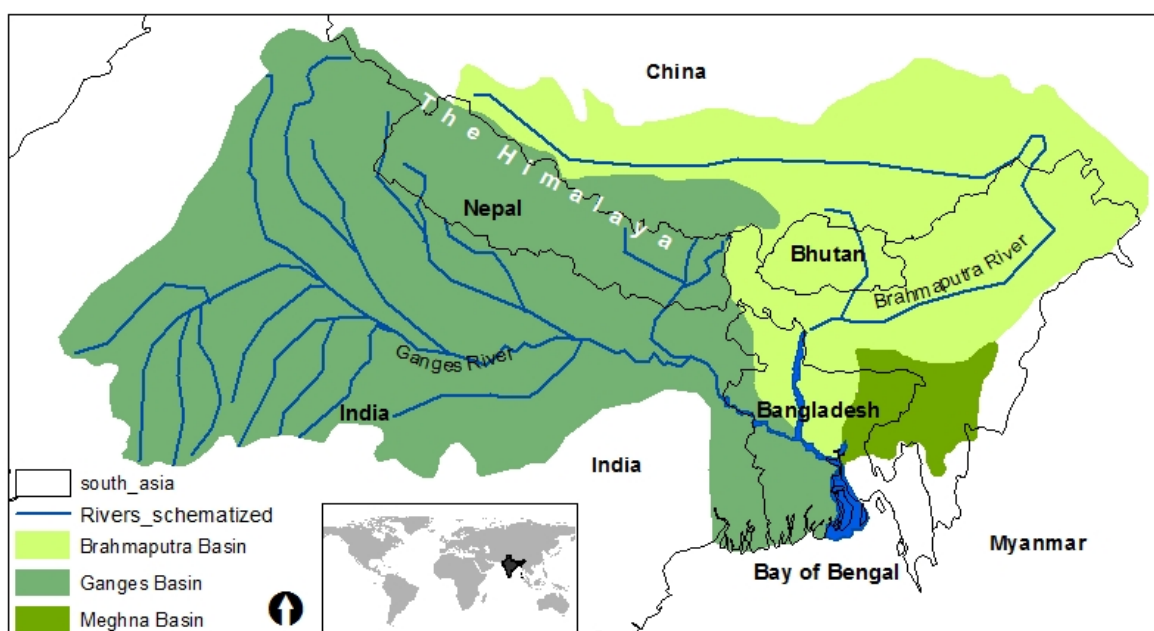 China
The Himalaya
Nepal
Bhutan
Brahmaputra River
Ganges River
India
Bangladesh
India
Myanmar
Bay of Bengal
south_asia
Rivers_schematized
Brahmaputra Basin
Ganges Basin
Meghna Basin